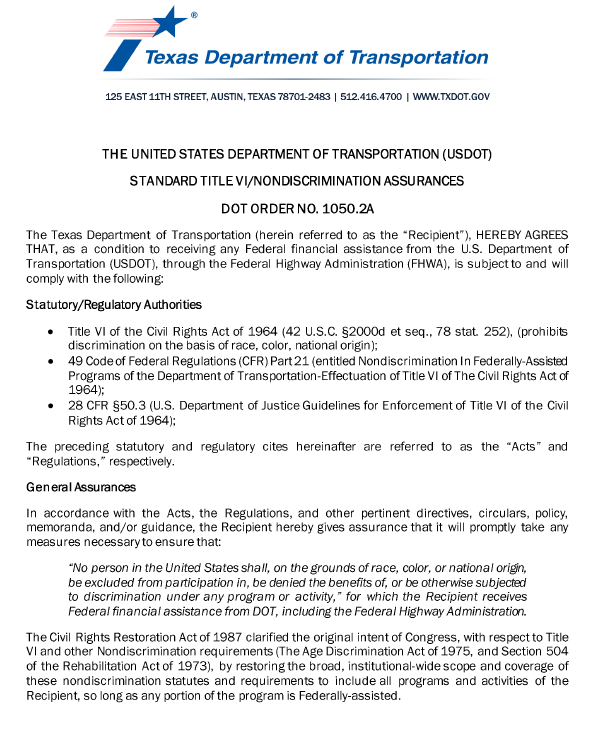 ®
Texas Department of Transportation
125 EAST 11TH STREET, AUSTIN, TEXAS 78701-2483 | 512.416.4700 | WWW.TXDOT.GOV
THE UNITED STATES DEPARTMENT OF TRANSPORTATION (USDOT)
STANDARD TITLE VI/NONDISCRIMINATION ASSURANCES
DOT ORDER NO. 1050.2A
The Texas Department of Transportation (herein referred to as the “Recipient”), HEREBY AGREES
THAT, as a condition to receiving any Federal financial assistance from the U.S. Department of
Transportation (USDOT), through the Federal Highway Administration (FHWA), is subject to and will
comply with the following:
Statutory/Regulatory Authorities
• Title VI of the Civil Rights Act of 1964 (42 U.S.C. §2000d et seq., 78 stat. 252), (prohibits
discrimination on the basis of race, color, national origin);
• 49 Code of Federal Regulations (CFR) Part 21 (entitled Nondiscrimination In Federally-Assisted
Programs of the Department of Transportation-Effectuation of Title VI of The Civil Rights Act of
1964);
• 28 CFR §50.3 (U.S. Department of Justice Guidelines for Enforcement of Title VI of the Civil
Rights Act of 1964);
The preceding statutory and regulatory cites hereinafter are referred to as the “Acts” and
“Regulations,” respectively.
General Assurances
In accordance with the Acts, the Regulations, and other pertinent directives, circulars, policy,
memoranda, and/or guidance, the Recipient hereby gives assurance that it will promptly take any
measures necessary to ensure that:
“No person in the United States shall, on the grounds of race, color, or national origin,
be excluded from participation in, be denied the benefits of, or be otherwise subjected
to discrimination under any program or activity,” for which the Recipient receives
Federal financial assistance from DOT, including the Federal Highway Administration.
The Civil Rights Restoration Act of 1987 clarified the original intent of Congress, with respect to Title
VI and other Nondiscrimination requirements (The Age Discrimination Act of 1975, and Section 504
of the Rehabilitation Act of 1973), by restoring the broad, institutional-wide scope and coverage of
these nondiscrimination statutes and requirements to include all programs and activities of the
Recipient, so long as any portion of the program is Federally-assisted.